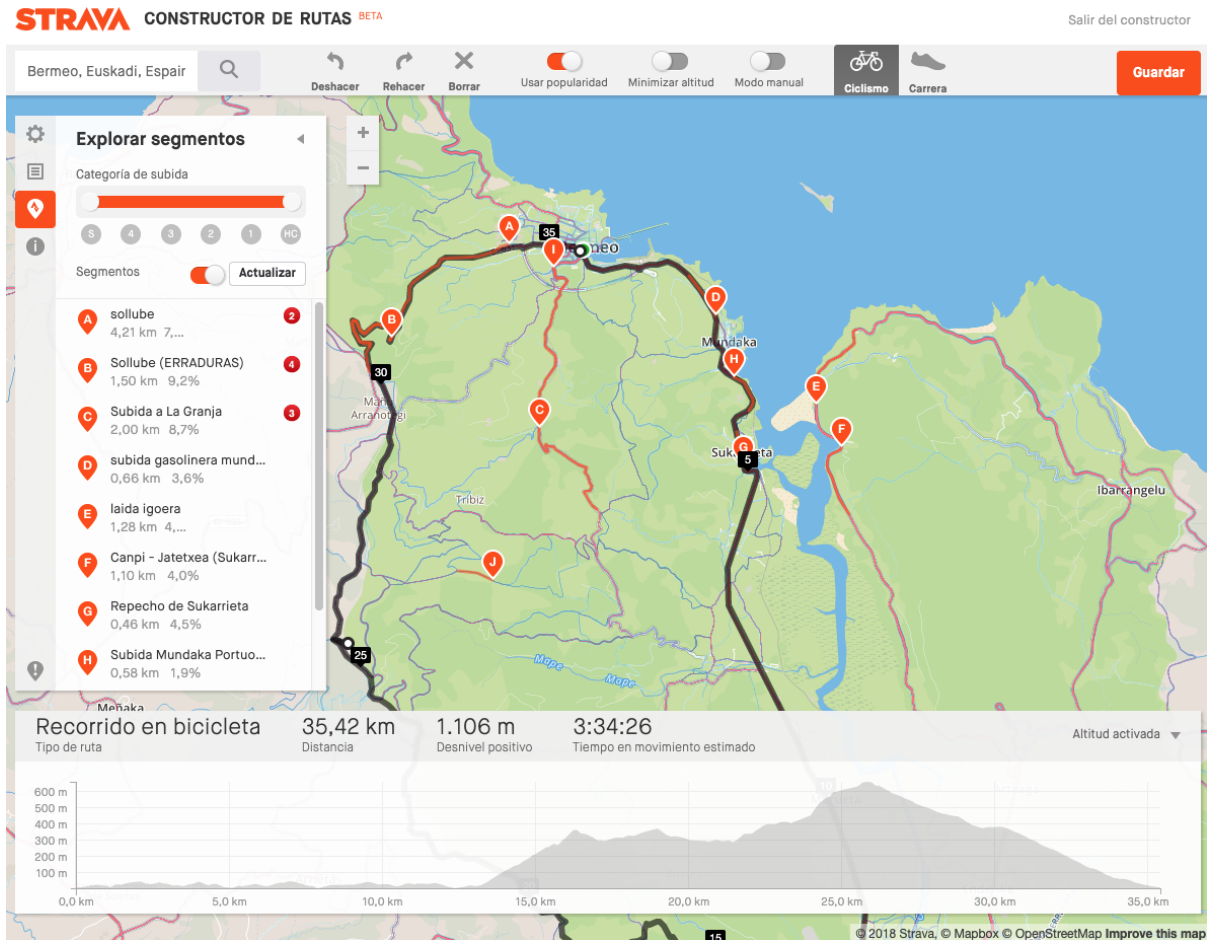 STRAVA CONSTRUCTOR DE RUTAS BETA
Salir del constructor
Bermeo, Euskadi, Espair
Deshacer
Rehacer
Borrar
Usar popularidad
Minimizar altitud
Modo manual
Ciclismo
Carrera
Guardar
Explorar segmentos
Categoría de subida
S 4 3 2 1 HC
Segmentos
Actualizar
A sollube 2
4,21 km 7,...
B Sollube (ERRADURAS) 4
1,50 km 9,2%
C Subida a La Granja 3
2,00 km 8,7%
D subida gasolinera mund...
0,66 km 3,6%
E laida igoera
1,28 km 4,...
F Canpi - Jatetxea (Sukarr...
1,10 km 4,0%
G Repecho de Sukarrieta
0,46 km 4,5%
H Subida Mundaka Portuo...
0,58 km 1,9%
+
−
A
35
I
meo
B
D
Mundaka
H
30
Arranotegi
C
E
F
G
5
Ibarrangelu
Tribiz
J
25
Mape
Mape
Meñaka
Recorrido en bicicleta
Tipo de ruta
35,42 km
Distancia
1.106 m
Desnivel positivo
3:34:26
Tiempo en movimiento estimado
Altitud activada
600 m
500 m
400 m
300 m
200 m
100 m
0,0 km 5,0 km 10,0 km 15,0 km 20,0 km 25,0 km 30,0 km 35,0 km
15
© 2018 Strava, © Mapbox © OpenStreetMap Improve this map